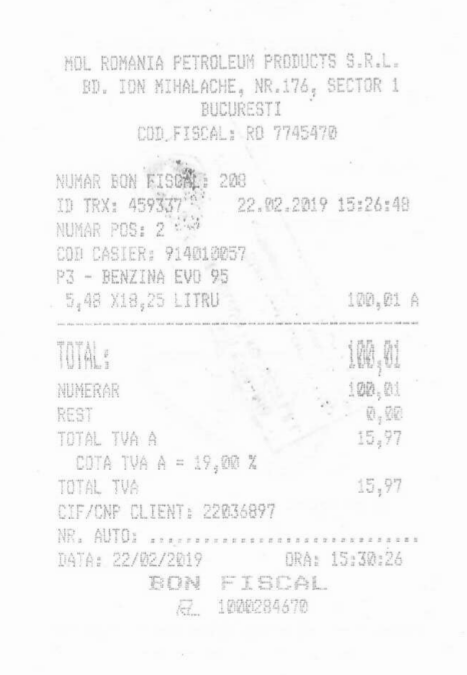 MOL ROMANIA PETROLEUM PRODUCTS S.R.L.
BD. ION MIHALACHE, NR.176, SECTOR 1
BUCURESTI
COD.FISCAL: RO 7745470
NUMAR BON FISCAL: 208
ID TRX: 459337 22.02.2019 15:26:48
NUMAR POS: 2
COD CASIER: 914010057
P3 - BENZINA EVO 95
5,48 X18,25 LITRU 100,01 A
TOTAL: 100,01
NUMERAR 100,01
REST 0,00
TOTAL TVA A 15,97
COTA TVA A = 19,00 %
TOTAL TVA 15,97
CIF/CNP CLIENT: 22036897
NR. AUTO: ................................
DATA: 22/02/2019 ORA: 15:30:26
BON FISCAL
1000284670